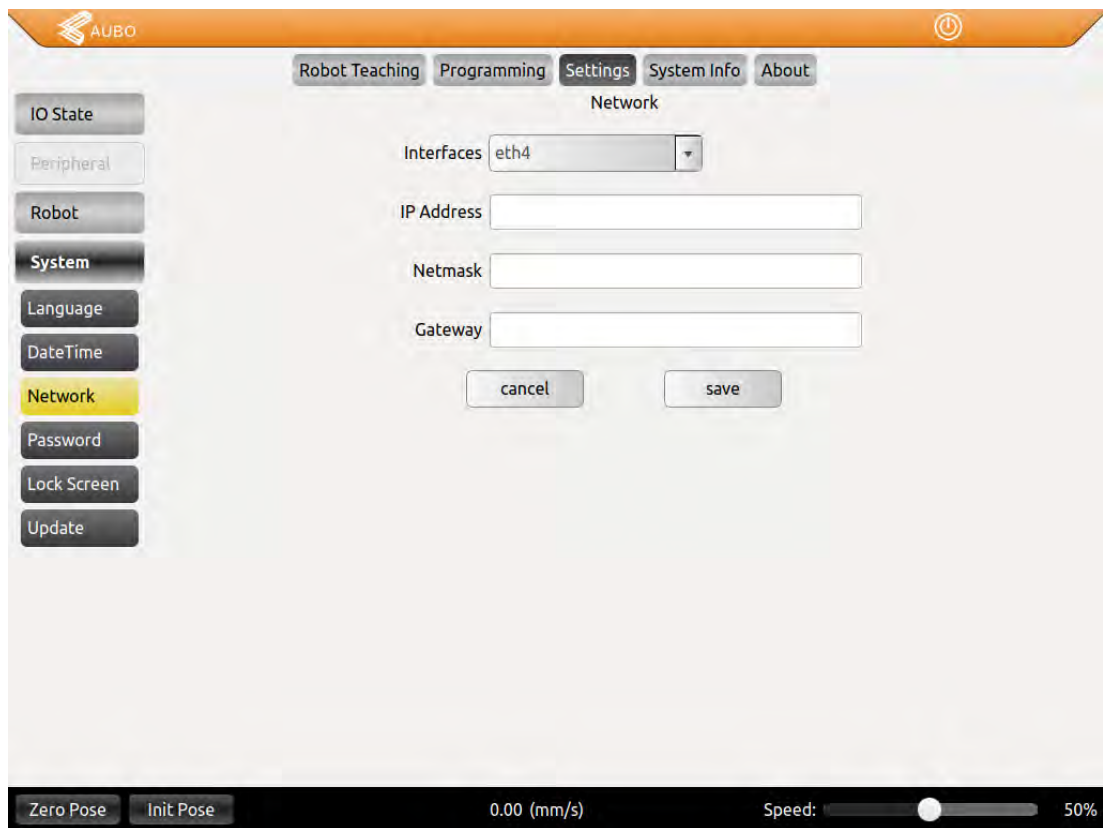 AUBO
Robot Teaching Programming Settings System Info About
Network
IO State
Peripheral
Robot
System
Language
DateTime
Network
Password
Lock Screen
Update
Interfaces eth4
IP Address
Netmask
Gateway
cancel save
Zero Pose Init Pose 0.00 (mm/s) Speed: 50%